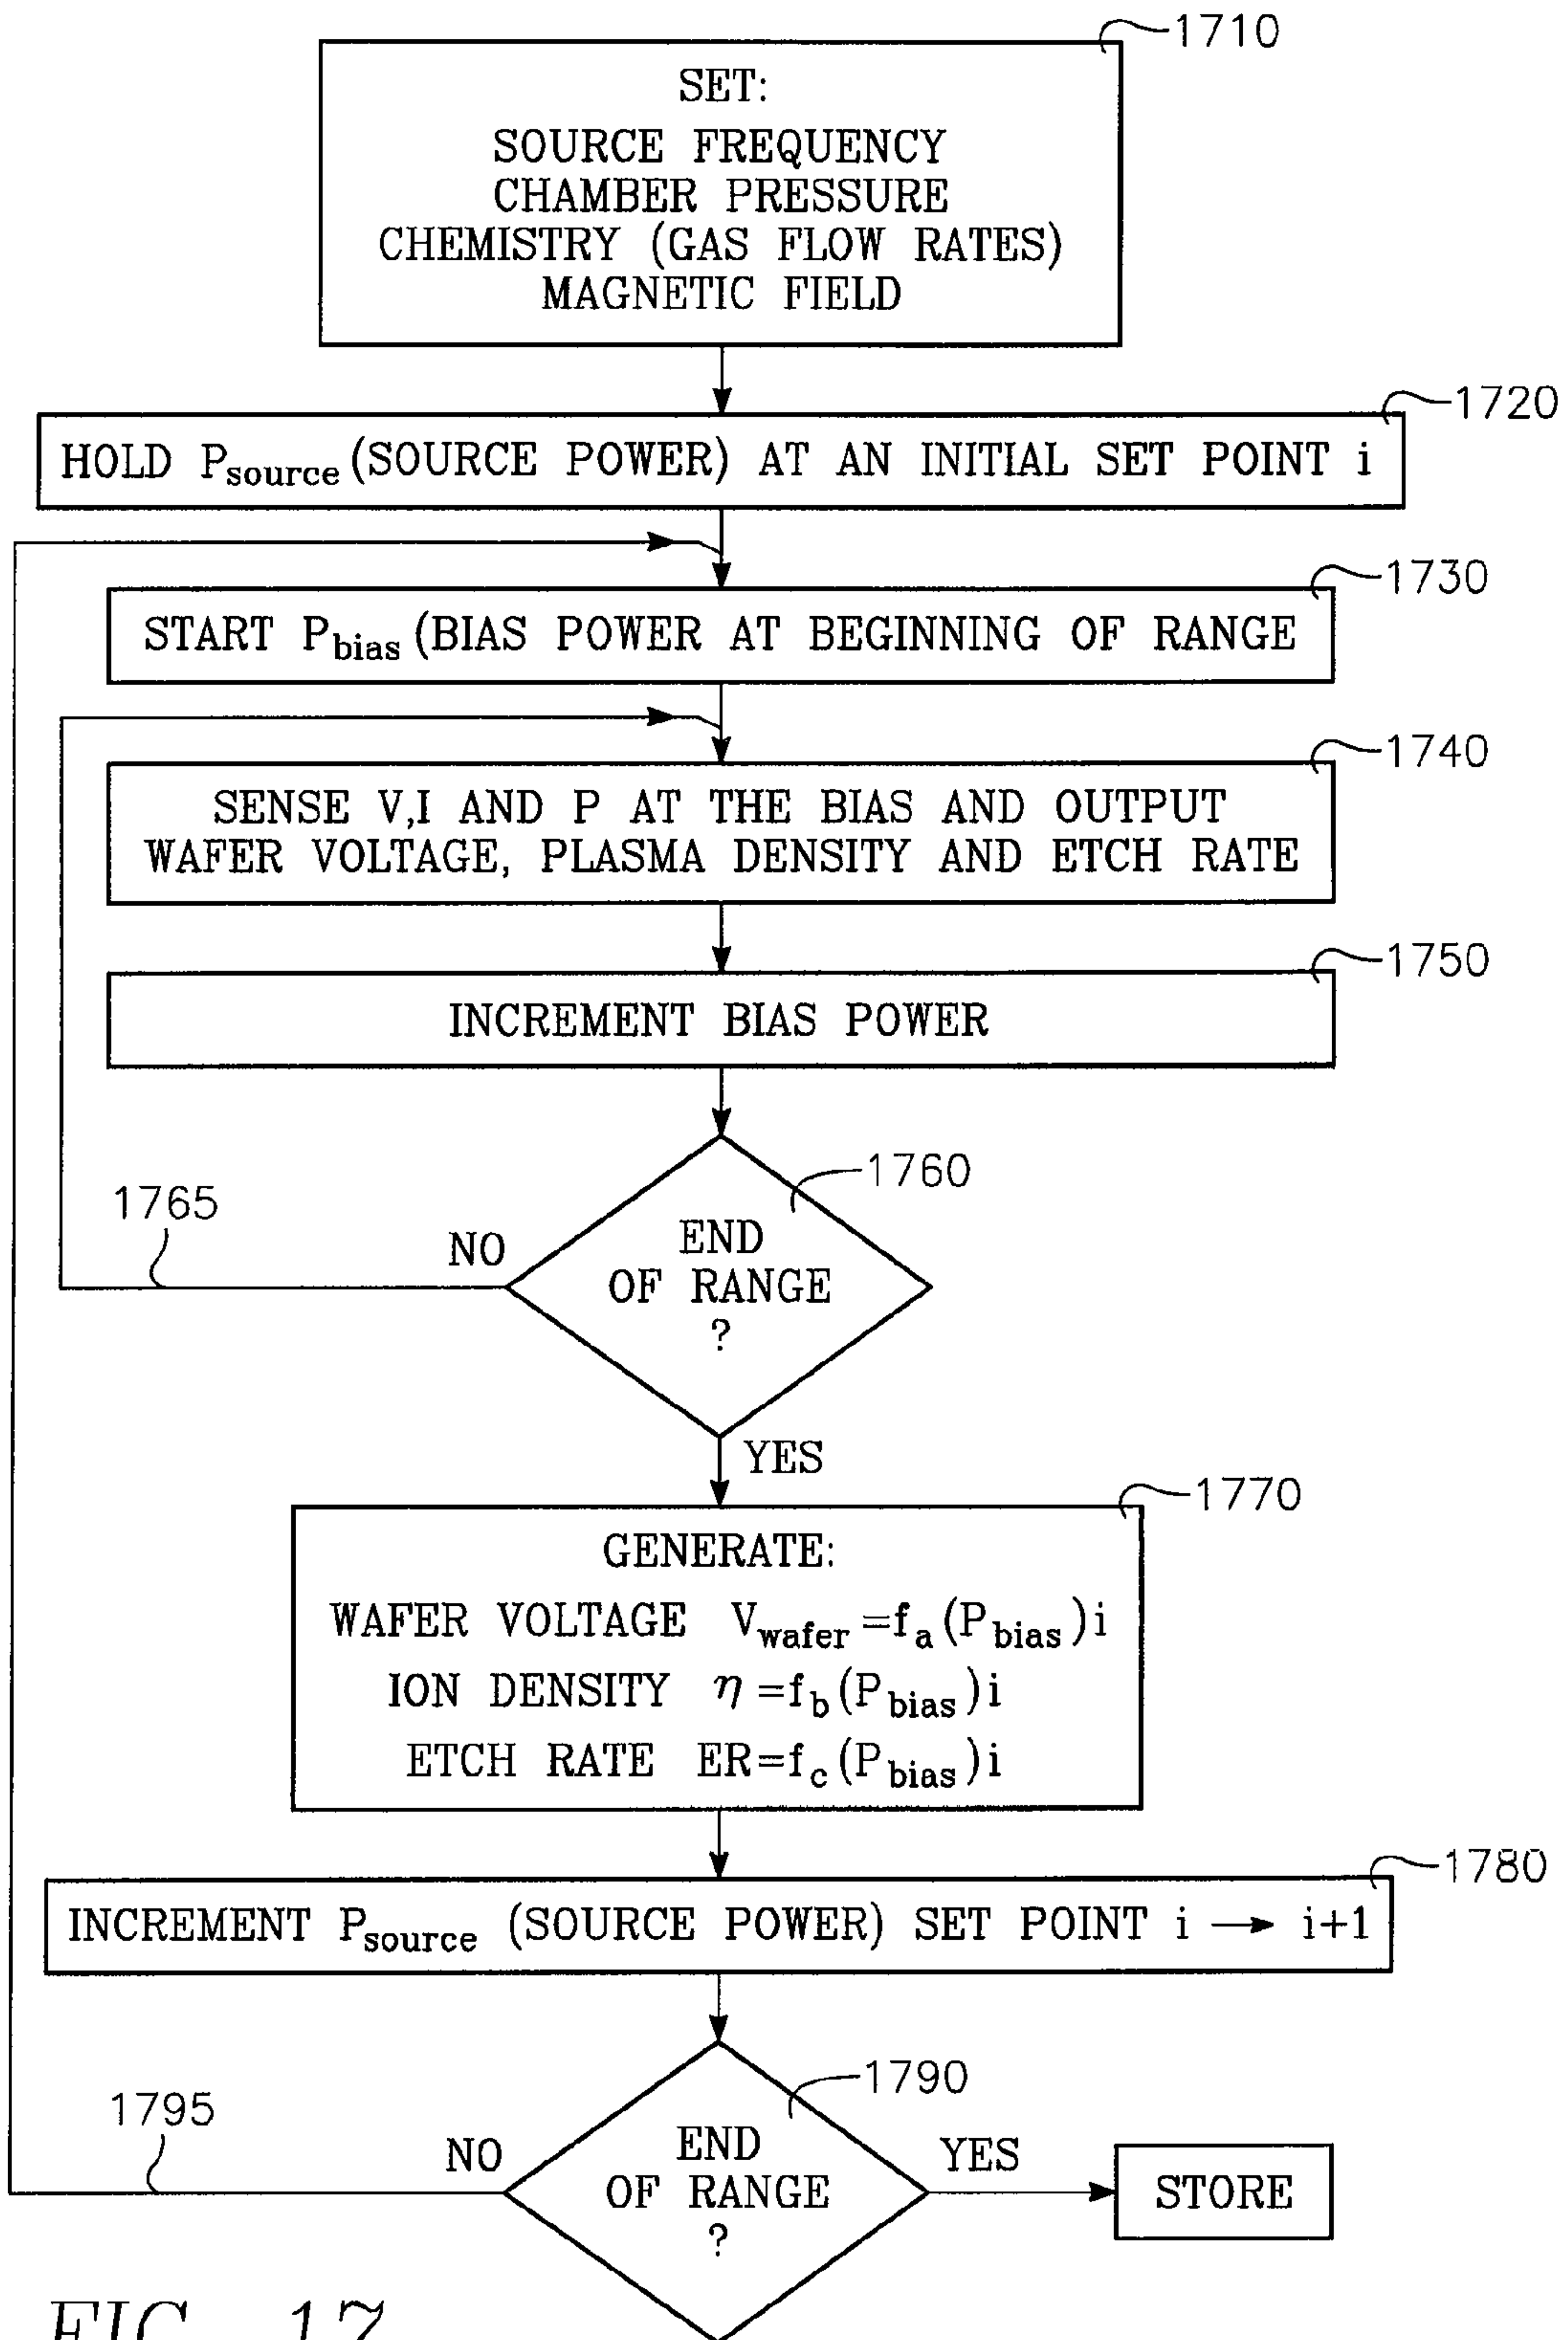 1710
SET:
SOURCE FREQUENCY
CHAMBER PRESSURE
CHEMISTRY (GAS FLOW RATES)
MAGNETIC FIELD
1720
HOLD Psource (SOURCE POWER) AT AN INITIAL SET POINT i
1730
START Pbias (BIAS POWER AT BEGINNING OF RANGE
1740
SENSE V,I AND P AT THE BIAS AND OUTPUT
WAFER VOLTAGE, PLASMA DENSITY AND ETCH RATE
1750
INCREMENT BIAS POWER
1760
1765
NO
END
OF RANGE
?
YES
1770
GENERATE:
WAFER VOLTAGE Vwafer =fa (Pbias)i
ION DENSITY η =fb (Pbias)i
ETCH RATE ER=fc (Pbias)i
1780
INCREMENT Psource (SOURCE POWER) SET POINT i → i+1
1790
1795
NO
END
OF RANGE
?
YES
STORE
FIG. 17